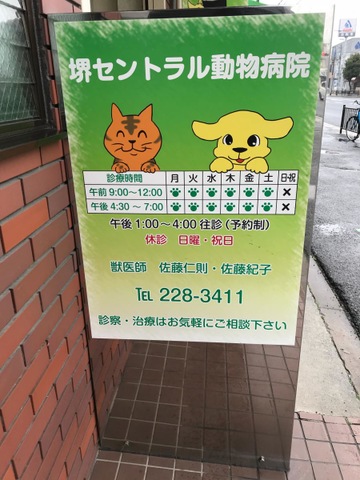 堺セントラル動物病院
診療時間 月 火 水 木 金 土 日・祝
午前 9:00〜12:00 × 
午後 4:30〜 7:00 ×
午後 1:00〜4:00 往診 (予約制)
休診 日曜・祝日
獣医師 佐藤仁則・佐藤紀子
TEL 228-3411
診察・治療はお気軽にご相談下さい